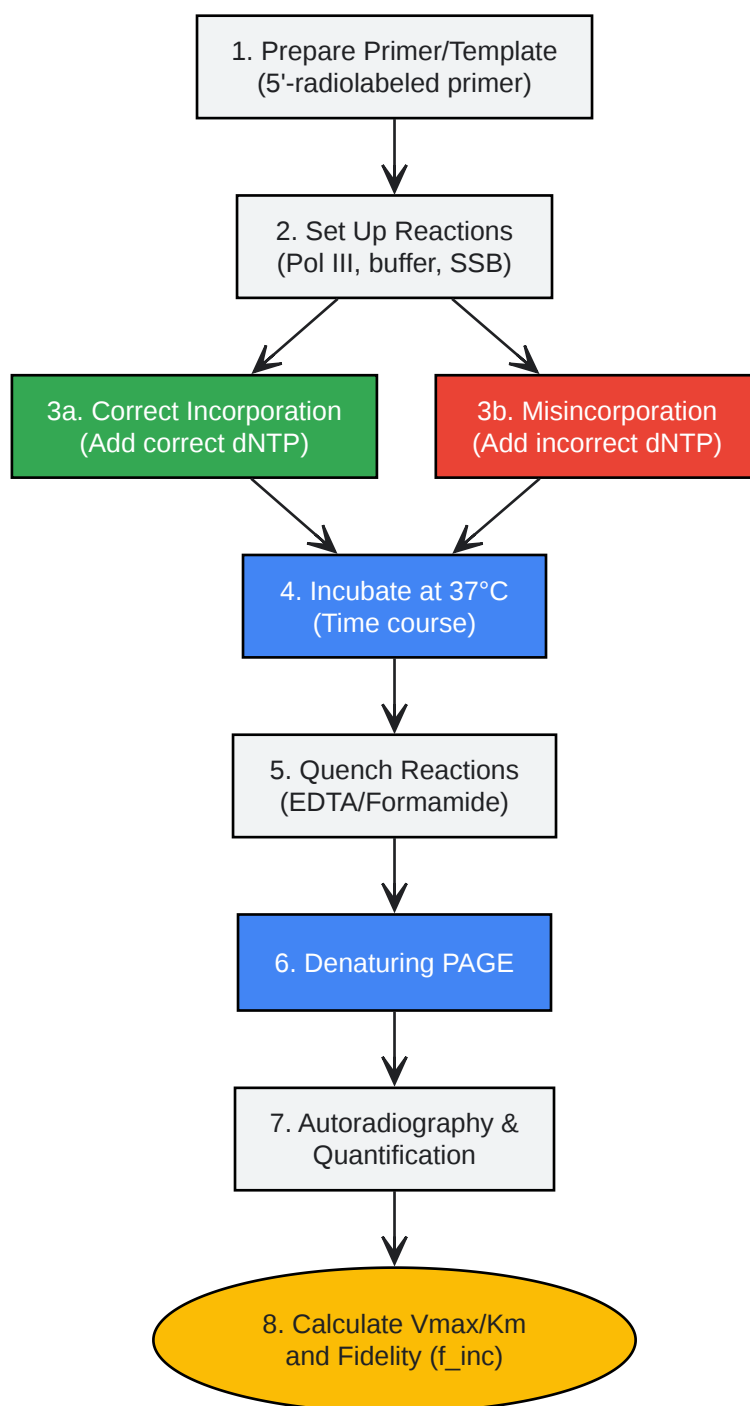 1. Prepare Primer/Template
(5'-radiolabeled primer)
2. Set Up Reactions
(Pol III, buffer, SSB)
3a. Correct Incorporation
(Add correct dNTP)
3b. Misincorporation
(Add incorrect dNTP)
4. Incubate at 37°C
(Time course)
5. Quench Reactions
(EDTA/Formamide)
6. Denaturing PAGE
7. Autoradiography &
Quantification
8. Calculate Vmax/Km
and Fidelity (f_inc)